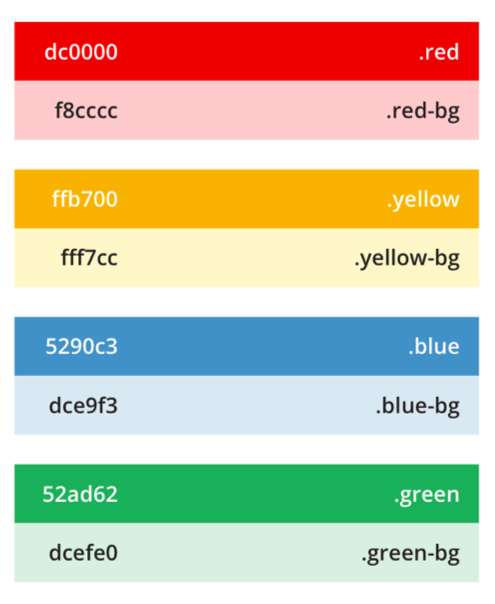 dc0000 .red
f8cccc .red-bg
ffb700 .yellow
fff7cc .yellow-bg
5290c3 .blue
dce9f3 .blue-bg
52ad62 .green
dcefe0 .green-bg